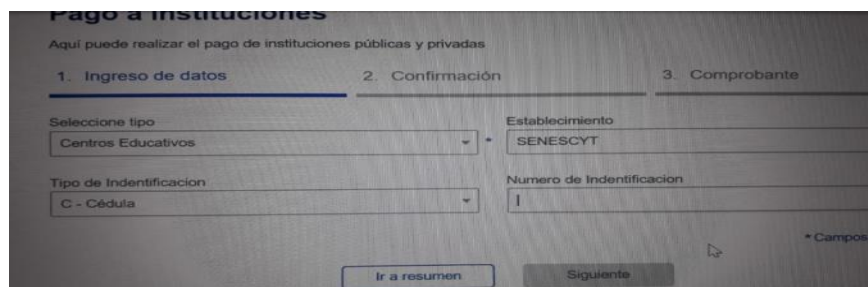 Pago a instituciones
Aquí puede realizar el pago de instituciones públicas y privadas
1. Ingreso de datos 2. Confirmación 3. Comprobante
Seleccione tipo Establecimiento
Centros Educativos * SENESCYT
Tipo de Indentificacion Numero de Indentificacion
C - Cédula
* Campos
Ir a resumen Siguiente